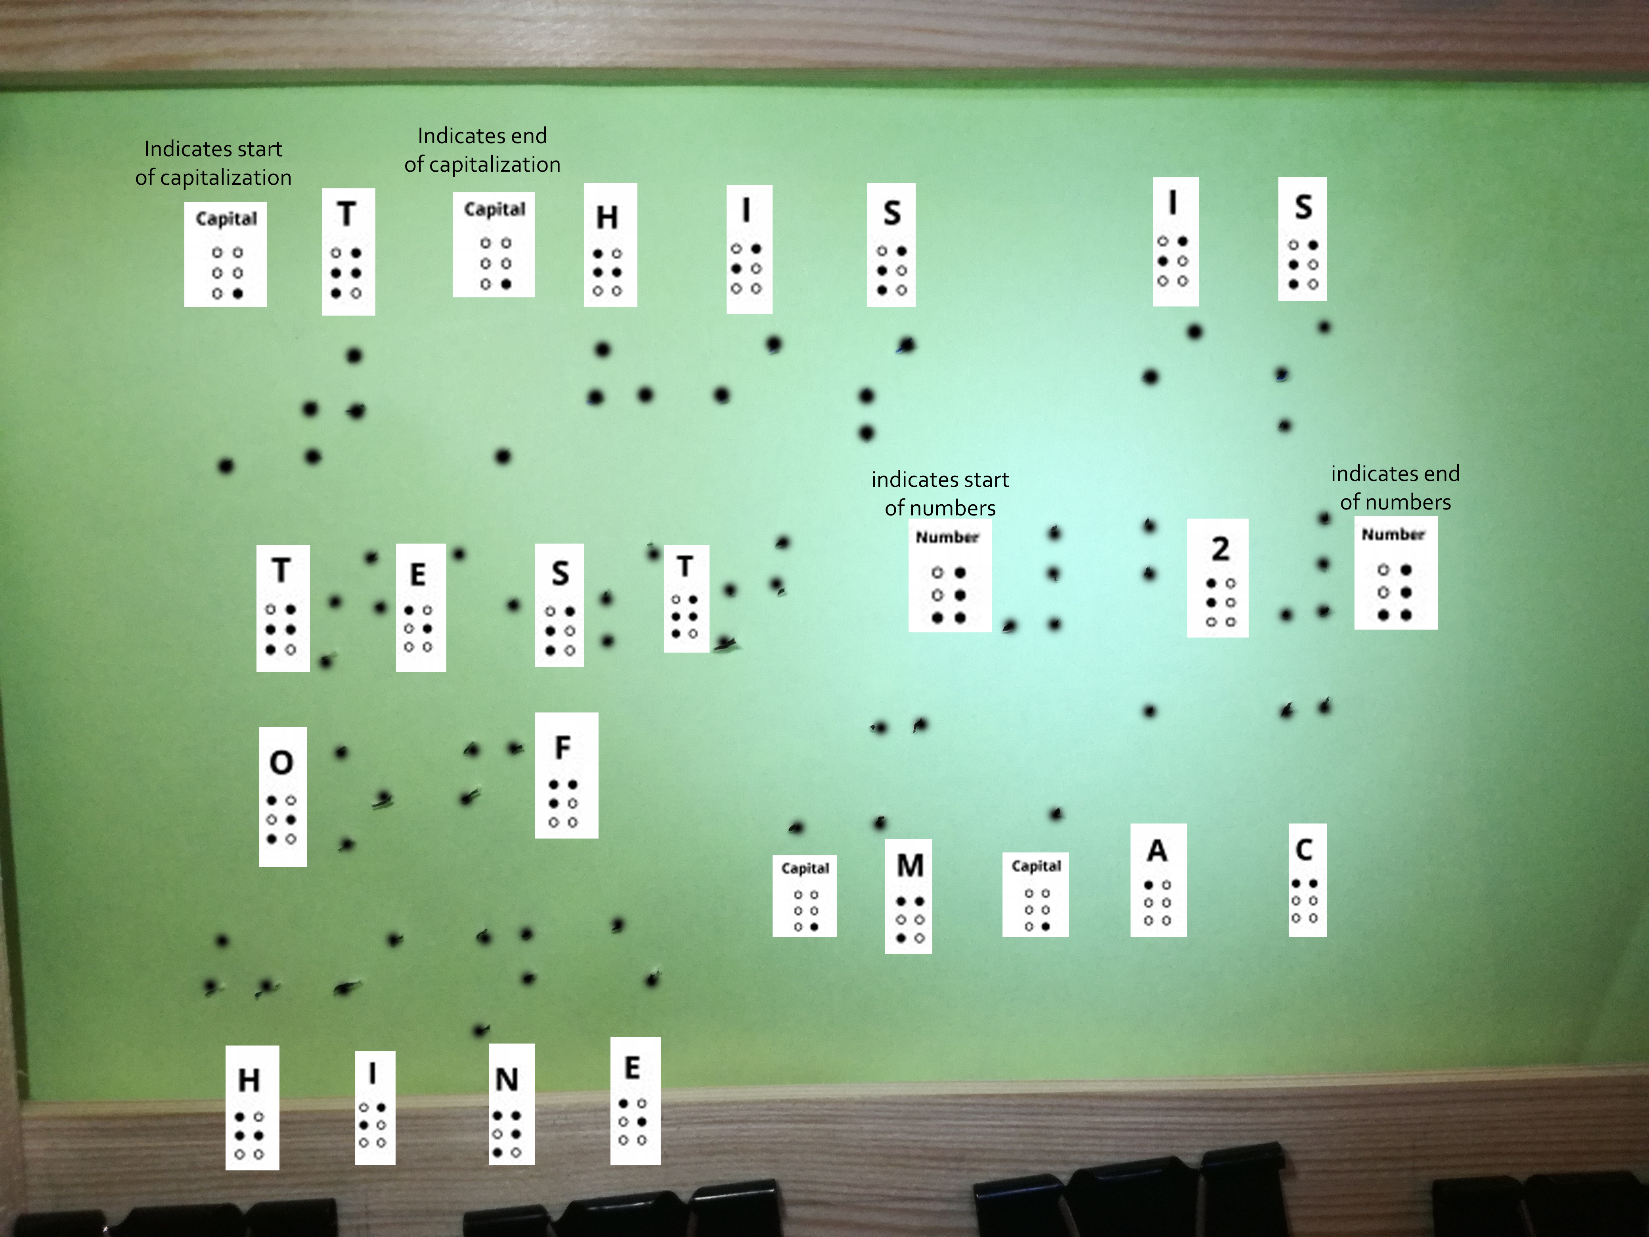 Indicates start of capitalization
Indicates end of capitalization
Capital T Capital H I S I S
indicates start of numbers
indicates end of numbers
T E S T Number 2 Number
O F Capital M Capital A C
H I N E